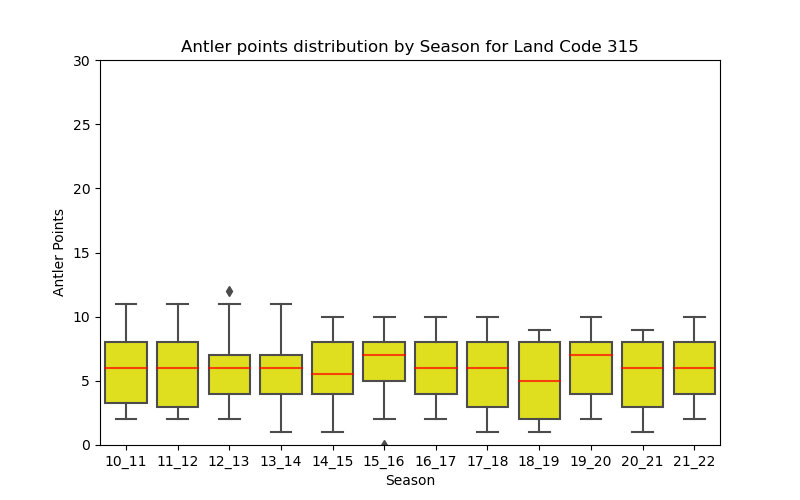 Antler points distribution by Season for Land Code 315
30
25
20
15
10
5
0
Antler Points
10_11 11_12 12_13 13_14 14_15 15_16 16_17 17_18 18_19 19_20 20_21 21_22
Season